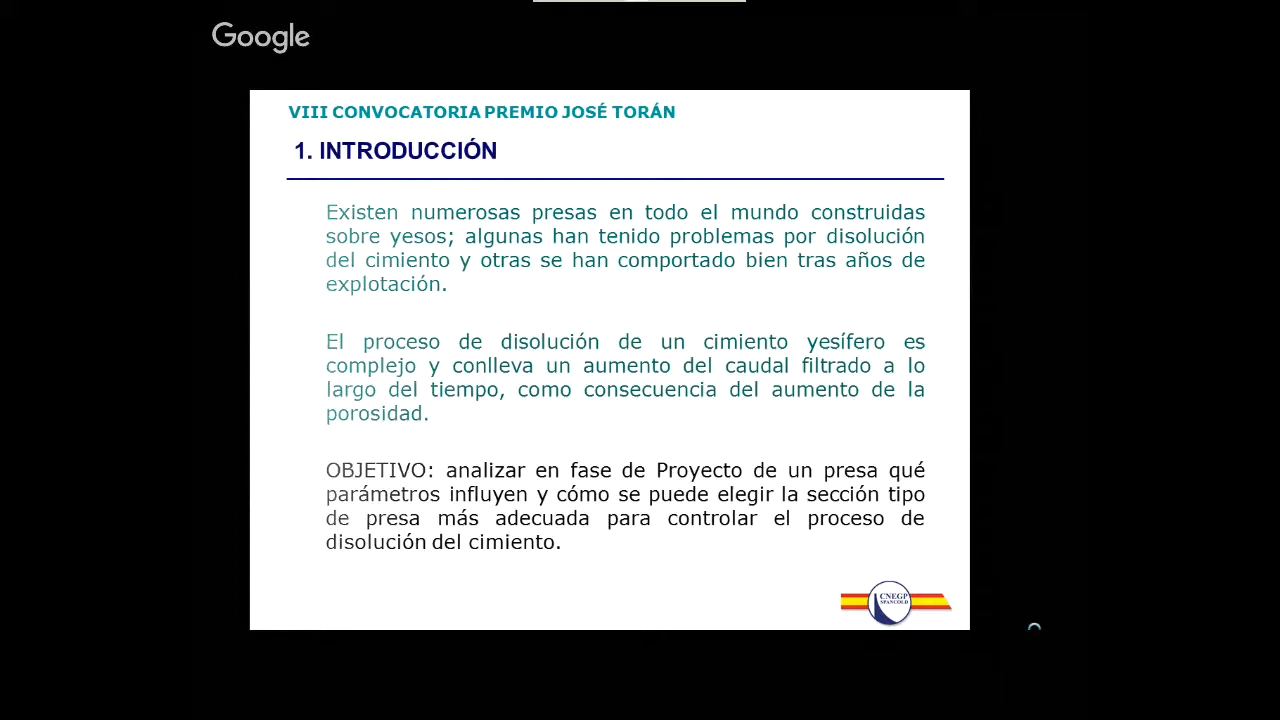 Google
VIII CONVOCATORIA PREMIO JOSÉ TORÁN
1. INTRODUCCIÓN
Existen numerosas presas en todo el mundo construidas
sobre yesos; algunas han tenido problemas por disolución
del cimiento y otras se han comportado bien tras años de
explotación.
El proceso de disolución de un cimiento yesífero es
complejo y conlleva un aumento del caudal filtrado a lo
largo del tiempo, como consecuencia del aumento de la
porosidad.
OBJETIVO: analizar en fase de Proyecto de un presa qué
parámetros influyen y cómo se puede elegir la sección tipo
de presa más adecuada para controlar el proceso de
disolución del cimiento.
CNEGP
SPANCOLD